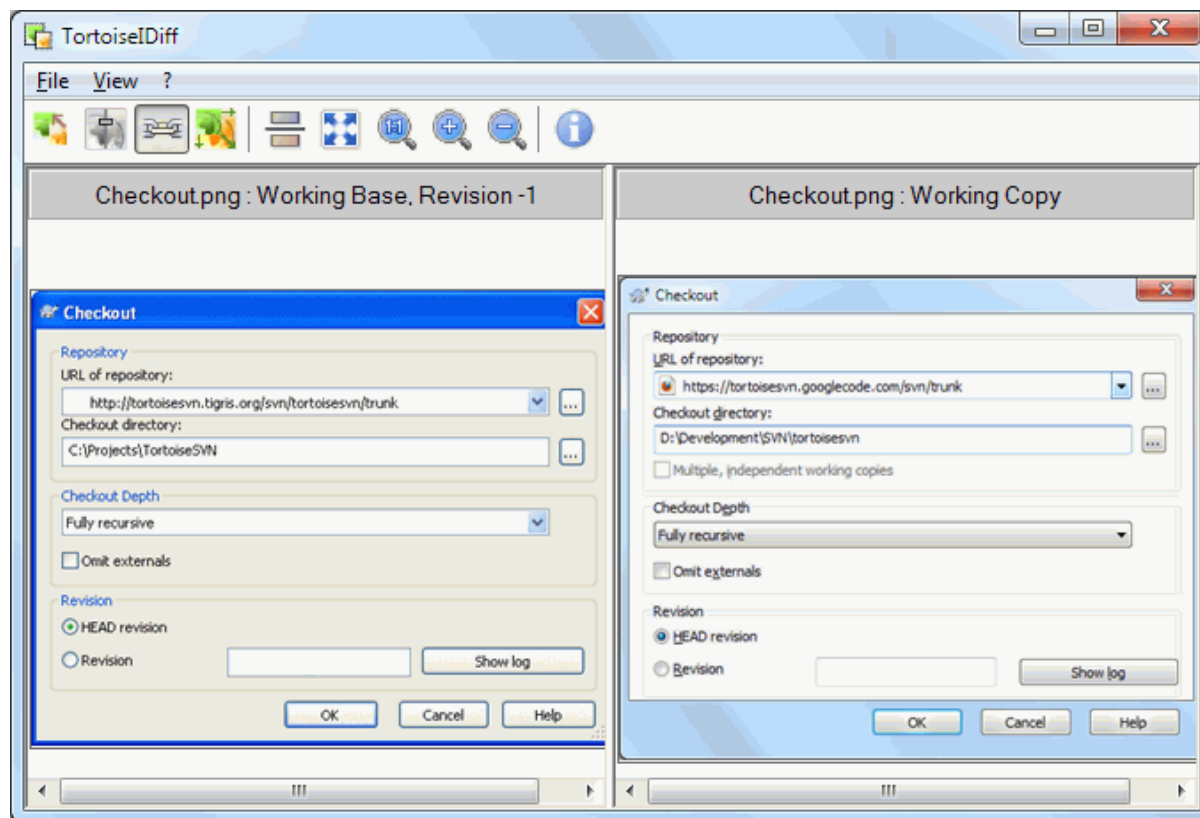 TortoiseIDiff
File View ?
1:1
Checkout.png : Working Base, Revision -1
Checkout
Repository
URL of repository:
http://tortoisesvn.tigris.org/svn/tortoisesvn/trunk
...
Checkout directory:
C:\Projects\TortoiseSVN
...
Checkout Depth
Fully recursive
Omit externals
Revision
HEAD revision
Revision
Show log
OK Cancel Help
Checkout.png : Working Copy
Checkout
Repository
URL of repository:
https://tortoisesvn.googlecode.com/svn/trunk
...
Checkout directory:
D:\Development\SVN\tortoisesvn
...
Multiple, independent working copies
Checkout Depth
Fully recursive
Omit externals
Revision
HEAD revision
Revision
Show log
OK Cancel Help